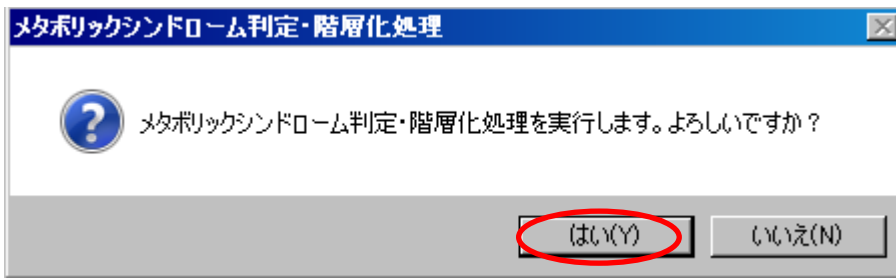 メタボリックシンドローム判定・階層化処理
メタボリックシンドローム判定・階層化処理を実行します。よろしいですか？
はい(Y)
いいえ(N)